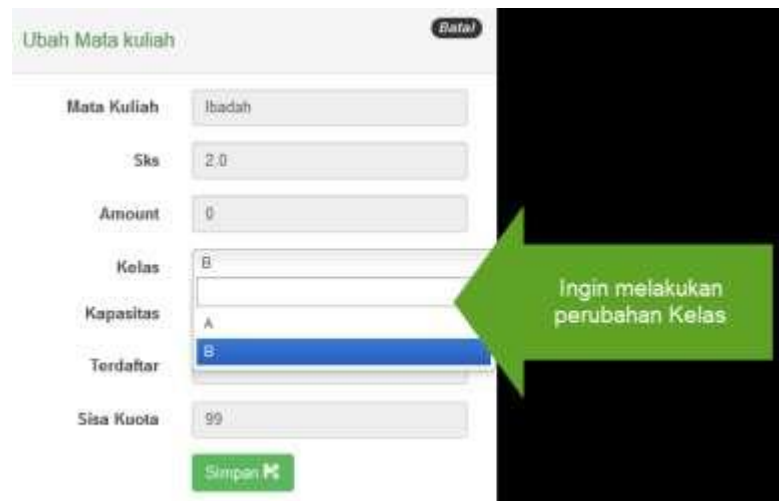 Ubah Mata kuliah
Batal
Mata Kuliah
Ibadah
Sks
2.0
Amount
0
Kelas
B
A
B
Kapasitas
Terdaftar
Sisa Kuota
99
Simpan
Ingin melakukan
perubahan Kelas